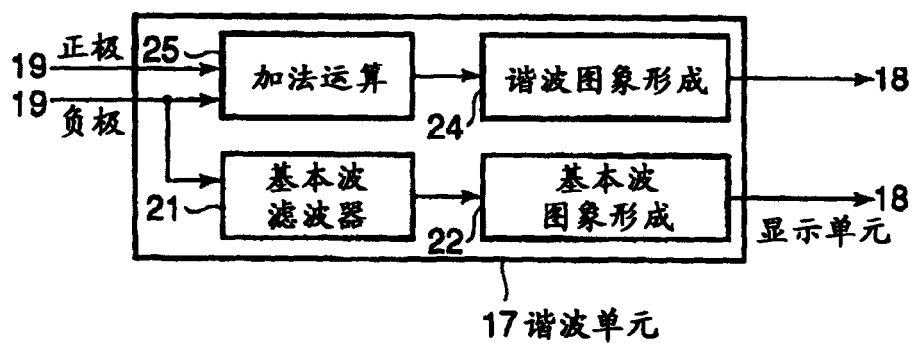 19 正极 25 加法运算 谐波图象形成 18
19 负极 24
21 基本波 基本波 18
滤波器 22 图象形成 显示单元
17 谐波单元